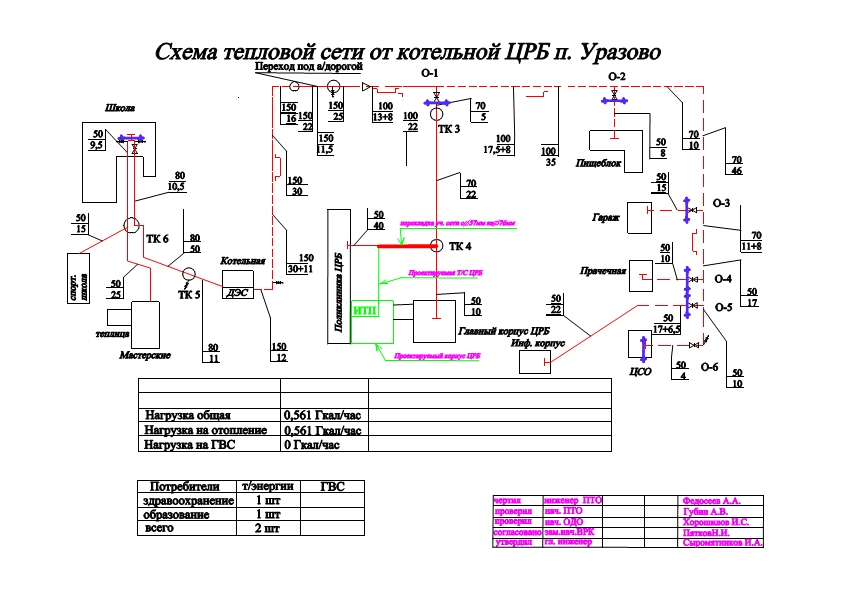 Схема тепловой сети от котельной ЦРБ п. Уразово
Переход под а/дорогой
О-1
О-2
Школа
50
9,5
80
10,5
50
15
ТК 6
80
50
спорт.
школа
50
25
ТК 5
теплица
Мастерские
80
11
Котельная
ДЭС
150
12
150
30+11
150
30
150
16
150
22
150
11,5
150
25
100
13+8
100
22
ТК 3
70
5
100
17,5+8
100
35
70
22
Пищеблок
50
8
70
10
70
46
50
15
Гараж
О-3
70
11+8
50
10
Прачечная
О-4
О-5
50
17
50
17+6,5
50
22
Инф. корпус
ЦСО
50
4
О-6
50
10
Поликлиника ЦРБ
50
40
перекладка уч. сети с⌀57мм на⌀76мм
ТК 4
Проектируемая Т/С ЦРБ
ИТП
50
10
Главный корпус ЦРБ
Проектируемый корпус ЦРБ
Нагрузка общая 0,561 Гкал/час
Нагрузка на отопление 0,561 Гкал/час
Нагрузка на ГВС 0 Гкал/час
Потребители т/энергии ГВС
здравоохранение 1 шт
образование 1 шт
всего 2 шт
чертил инженер ПТО Федосеев А.А.
проверил нач. ПТО Губин А.В.
проверил нач. ОДО Хорошилов И.С.
согласовано зам.нач.ВРК ПятковН.И.
утвердил гл. инженер Сыромятников И.А.